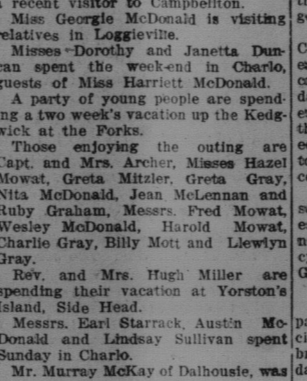 a recent visitor to Campbellton.
Miss Georgie McDonald is visiting
relatives in Loggieville.
Misses Dorothy and Janetta Dun-
can spent the week-end in Charlo,
guests of Miss Harriett McDonald.
A party of young people are spend-
ing a two week's vacation up the Kedg-
wick at the Forks.
Those enjoying the outing are
Capt. and Mrs. Archer, Misses Hazel
Mowat, Greta Mitzler, Greta Gray,
Nita McDonald, Jean McLennan and
Ruby Graham, Messrs. Fred Mowat,
Wesley McDonald, Harold Mowat,
Charlie Gray, Billy Mott and Llewlyn
Gray.
Rev. and Mrs. Hugh Miller are
spending their vacation at Yorston's
Island, Side Head.
Messrs. Earl Starrack, Austin Mc-
Donald and Lindsay Sullivan spent
Sunday in Charlo.
Mr. Murray McKay of Dalhousie, was